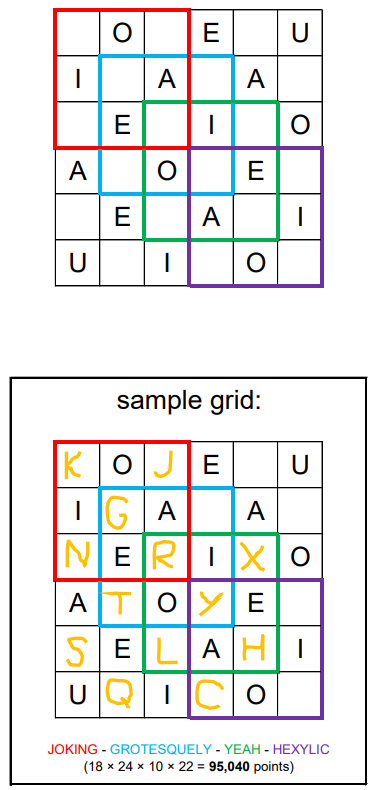 O E U
I A A
E I O
A O E
E A I
U I O
sample grid:
K O J E U
I G A A
N E R I X O
A T O Y E
S E L A H I
U Q I C O
JOKING - GROTESQUELY - YEAH - HEXYLIC
(18 × 24 × 10 × 22 = 95,040 points)